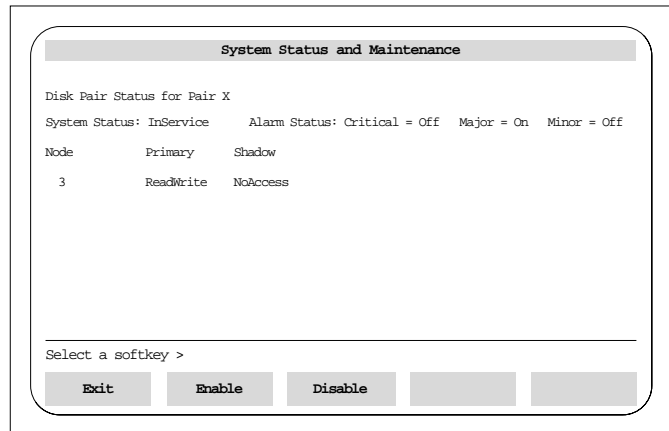 System Status and Maintenance
Disk Pair Status for Pair X
System Status: InService Alarm Status: Critical = Off Major = On Minor = Off
Node Primary Shadow
3 ReadWrite NoAccess
Select a softkey >
Exit Enable Disable